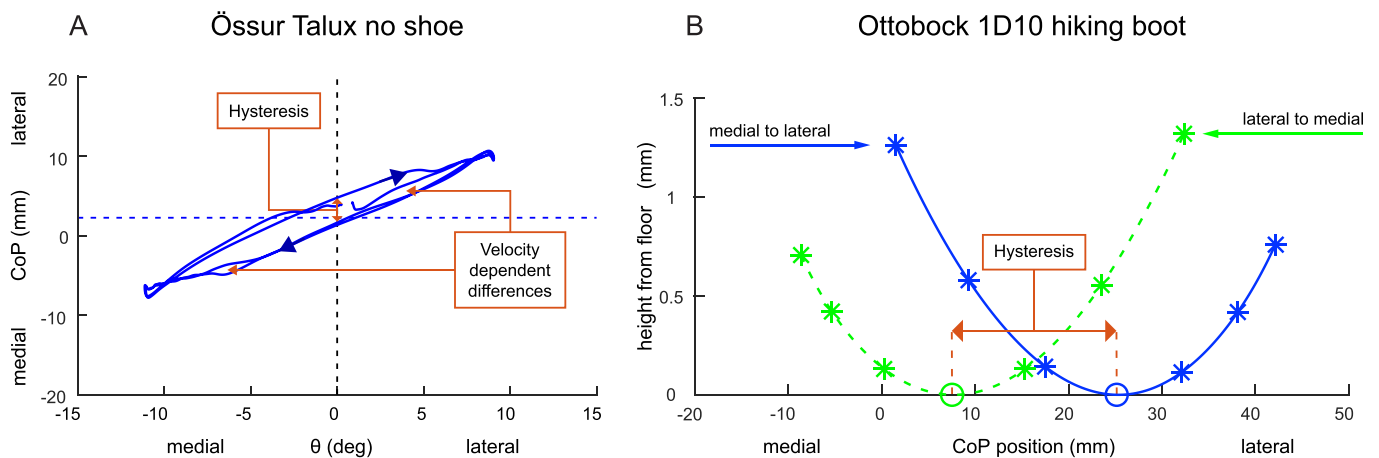 A
Össur Talux no shoe
lateral
CoP (mm)
medial
20
10
0
-10
-20
Hysteresis
Velocity
dependent
differences
-15
-10
-5
0
5
10
15
medial
θ (deg)
lateral
B
Ottobock 1D10 hiking boot
height from floor (mm)
1.5
1
0.5
0
medial to lateral
lateral to medial
Hysteresis
-20
-10
0
10
20
30
40
50
medial
CoP position (mm)
lateral